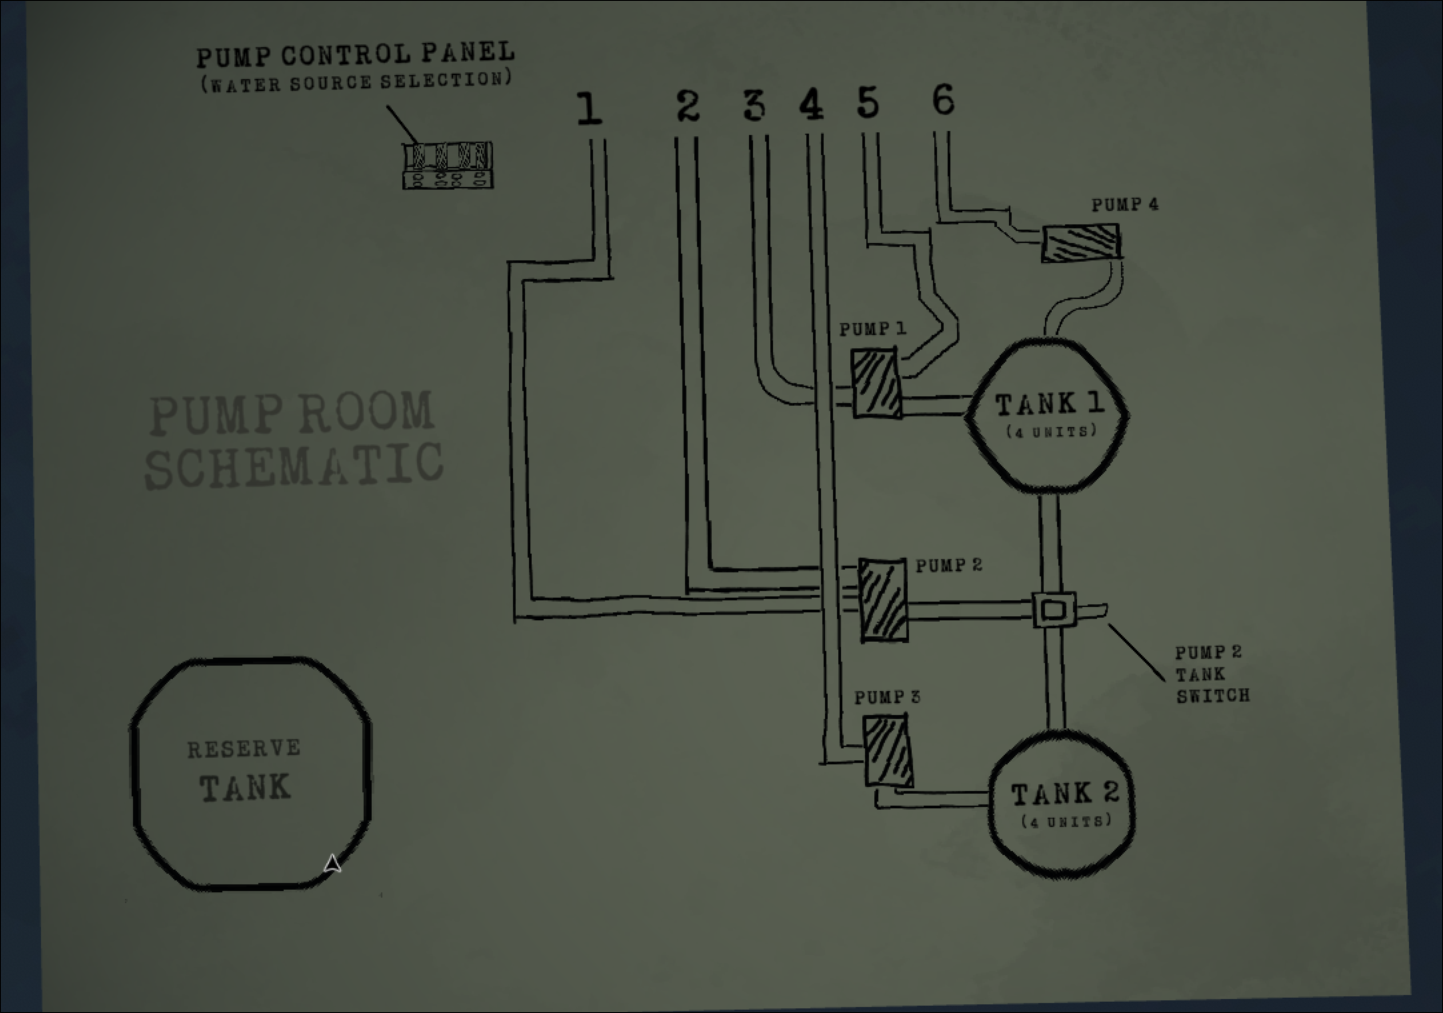 PUMP CONTROL PANEL
(WATER SOURCE SELECTION)
1 2 3 4 5 6
PUMP 4
PUMP 1
TANK 1
(4 UNITS)
PUMP ROOM
SCHEMATIC
PUMP 2
PUMP 2
TANK
SWITCH
PUMP 3
RESERVE
TANK
TANK 2
(4 UNITS)